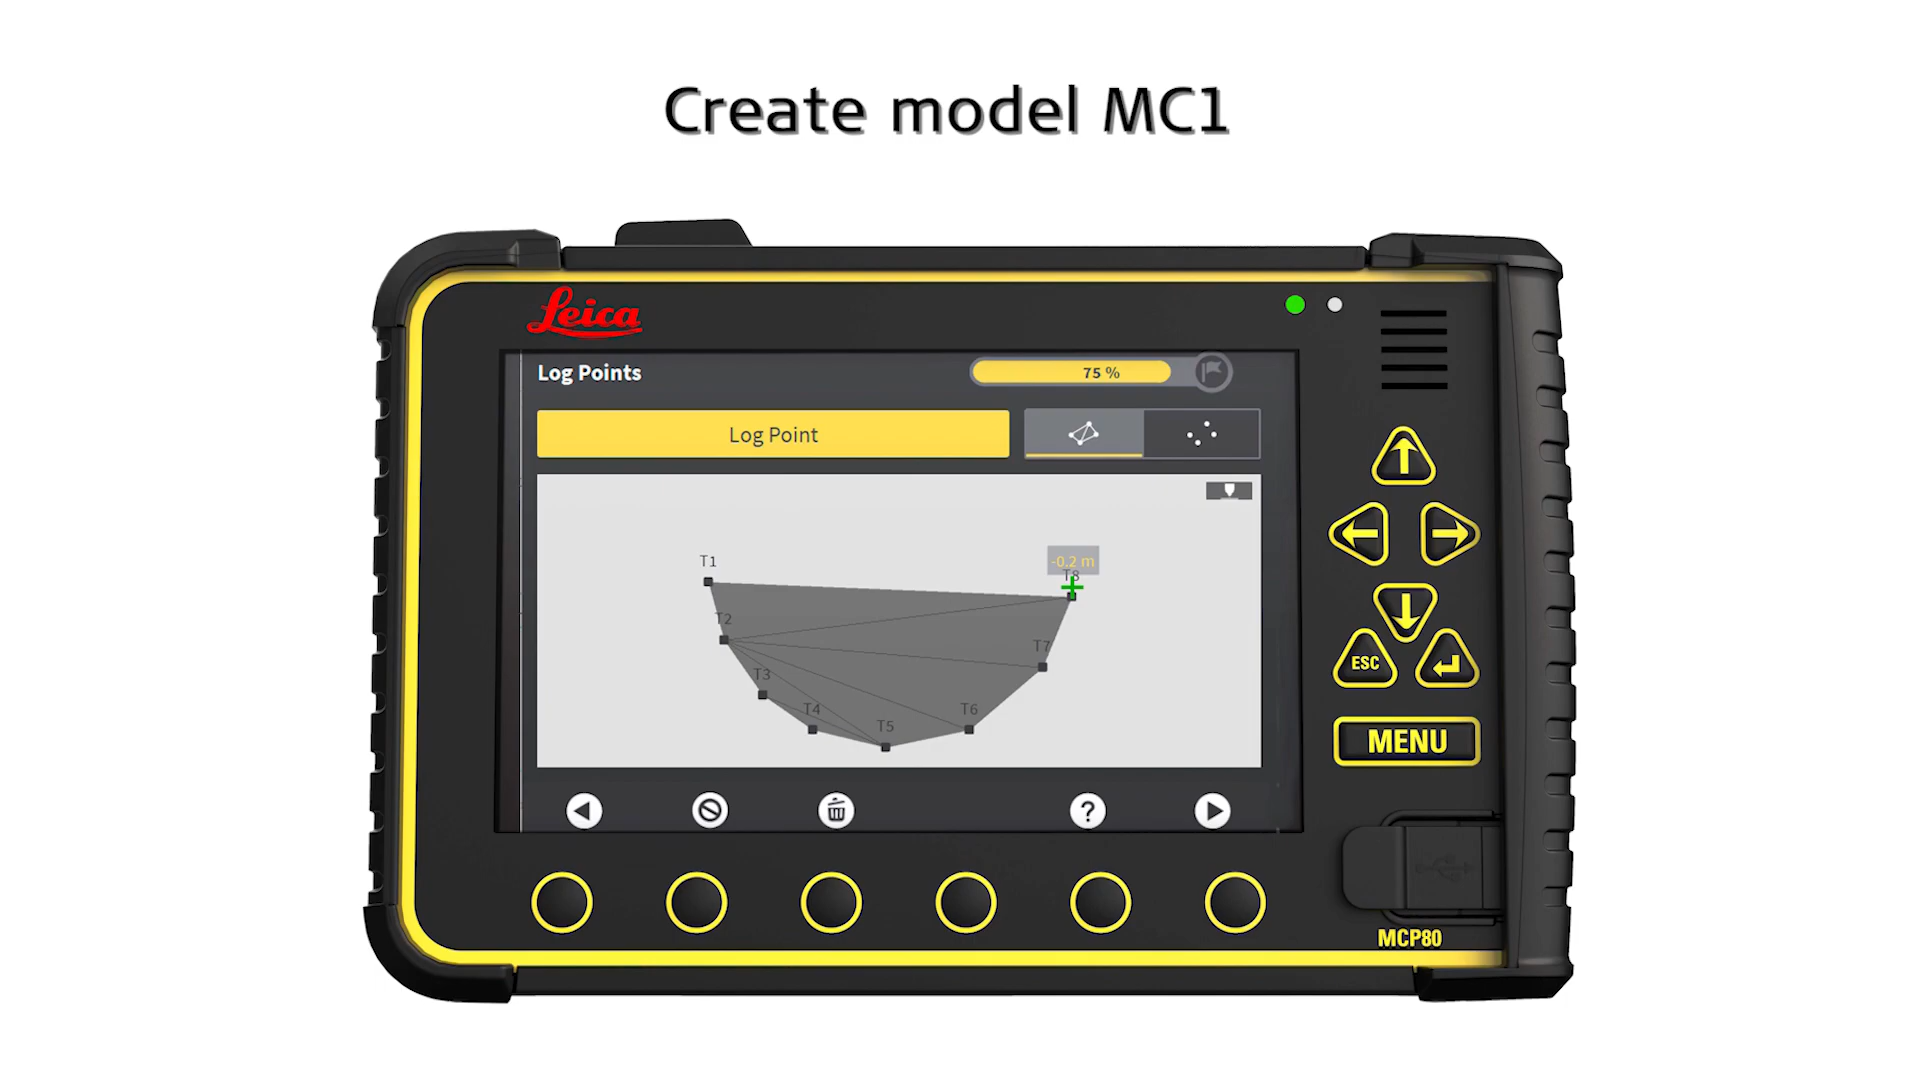 Create model MC1
Leica
Log Points
75 %
Log Point
T1
-0.2 m
T8
T2
T7
T3
T4
T6
T5
?
ESC
MENU
MCP80